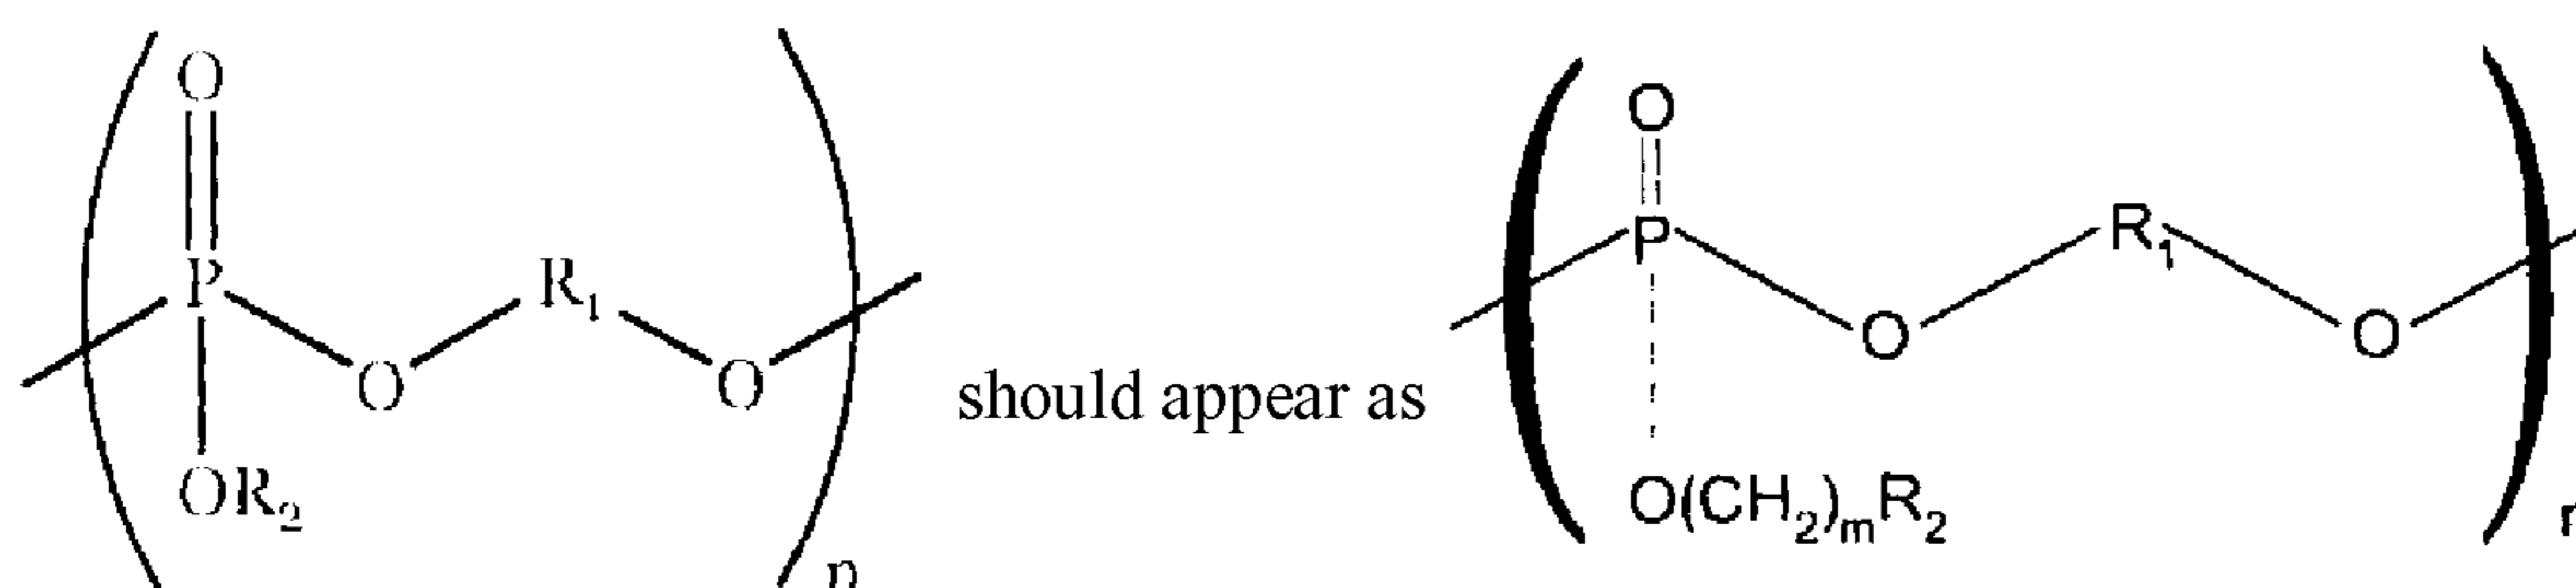 O
P R₁
O O
OR₂
n
should appear as
O
P R₁
O O
O(CH₂)ₘR₂